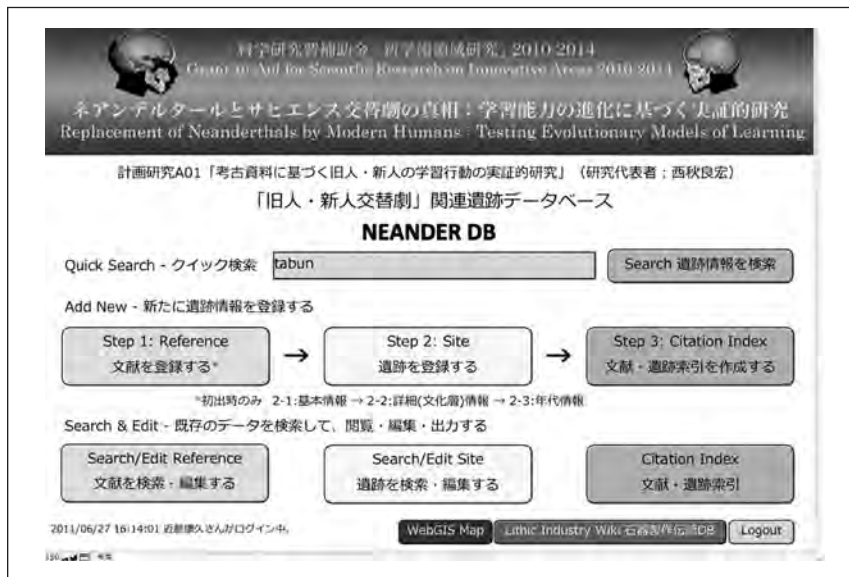 科学研究費補助金 新学術領域研究 2010-2014
Grant-in-Aid for Scientific Research on Innovative Areas 2010-2014
ネアンデルタールとサピエンス交替劇の真相：学習能力の進化に基づく実証的研究
Replacement of Neanderthals by Modern Humans : Testing Evolutionary Models of Learning
計画研究A01「考古資料に基づく旧人・新人の学習行動の実証的研究」（研究代表者：西秋良宏）
「旧人・新人交替劇」関連遺跡データベース
NEANDER DB
Quick Search - クイック検索 tabun Search 遺跡情報を検索
Add New - 新たに遺跡情報を登録する
Step 1: Reference → Step 2: Site → Step 3: Citation Index
文献を登録する* 遺跡を登録する 文献・遺跡索引を作成する
*初出時のみ 2-1:基本情報 → 2-2:詳細(文化層)情報 → 2-3:年代情報
Search & Edit - 既存のデータを検索して、閲覧・編集・出力する
Search/Edit Reference Search/Edit Site Citation Index
文献を検索・編集する 遺跡を検索・編集する 文献・遺跡索引
2011/06/27 16:14:01 近藤康久さんがログイン中。 WebGIS Map Lithic Industry Wiki 石器製作伝統DB Logout